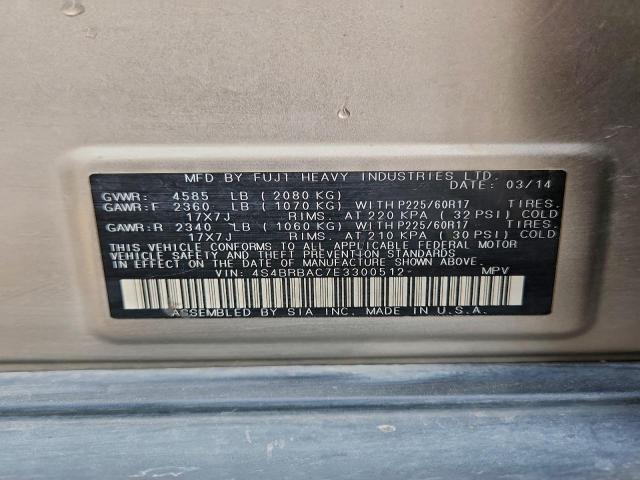 MFD BY FUJI HEAVY INDUSTRIES LTD.
DATE: 03/14
GVWR: 4585 LB (2080 KG)
GAWR:F 2360 LB (1070 KG) WITH P225/60R17 TIRES.
17X7J RIMS. AT 220 KPA (32 PSI) COLD
GAWR:R 2340 LB (1060 KG) WITH P225/60R17 TIRES.
17X7J RIMS. AT 210 KPA (30 PSI) COLD
THIS VEHICLE CONFORMS TO ALL APPLICABLE FEDERAL MOTOR
VEHICLE SAFETY AND THEFT PREVENTION STANDARDS
IN EFFECT ON THE DATE OF MANUFACTURE SHOWN ABOVE.
VIN: 4S4BRBAC7E3300512- MPV
ASSEMBLED BY SIA INC. MADE IN U.S.A.